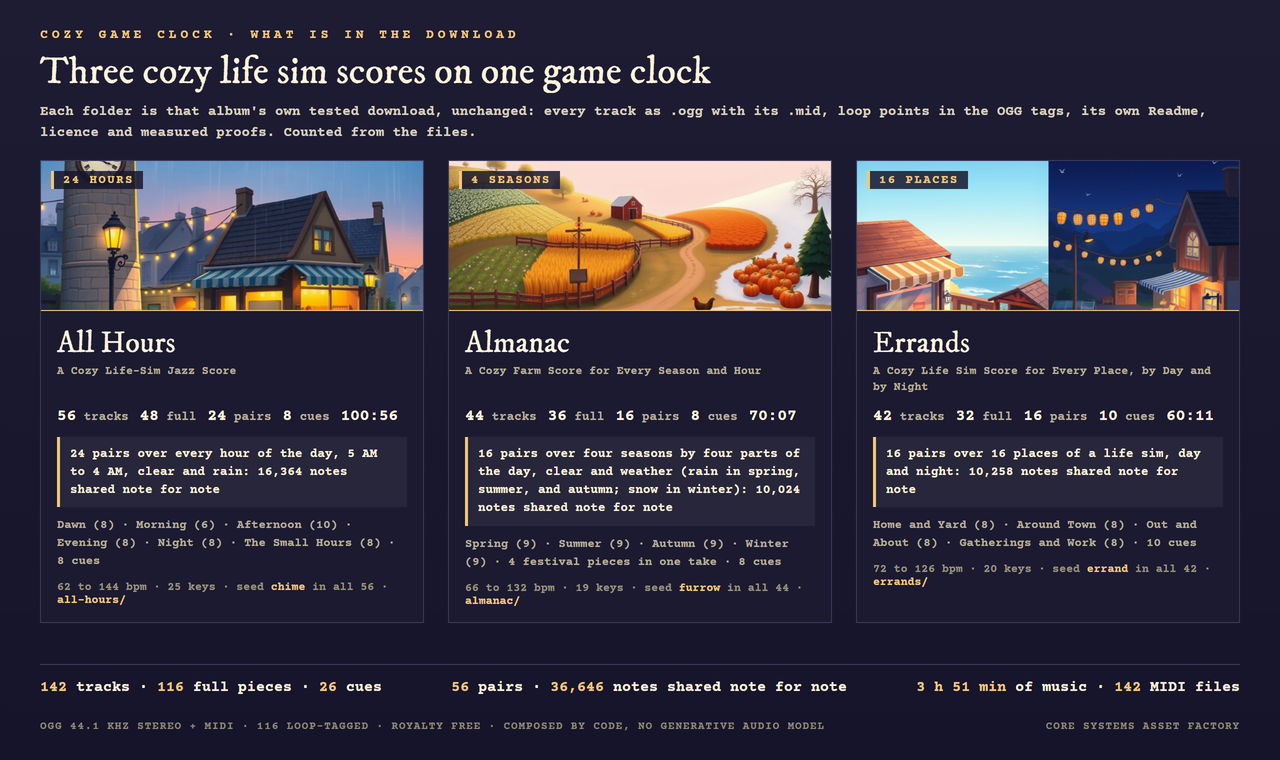 COZY GAME CLOCK · WHAT IS IN THE DOWNLOAD
Three cozy life sim scores on one game clock
Each folder is that album's own tested download, unchanged: every track as .ogg with its .mid, loop points in the OGG tags, its own Readme,
licence and measured proofs. Counted from the files.
24 HOURS
All Hours
A Cozy Life-Sim Jazz Score
56 tracks 48 full 24 pairs 8 cues 100:56
24 pairs over every hour of the day, 5 AM
to 4 AM, clear and rain: 16,364 notes
shared note for note
Dawn (8) · Morning (6) · Afternoon (10) ·
Evening (8) · Night (8) · The Small Hours (8) ·
8 cues
62 to 144 bpm · 25 keys · seed chime in all 56 ·
all-hours/
4 SEASONS
Almanac
A Cozy Farm Score for Every Season and Hour
44 tracks 36 full 16 pairs 8 cues 70:07
16 pairs over four seasons by four parts of
the day, clear and weather (rain in spring,
summer, and autumn; snow in winter): 10,024
notes shared note for note
Spring (9) · Summer (9) · Autumn (9) · Winter
(9) · 4 festival pieces in one take · 8 cues
66 to 132 bpm · 19 keys · seed furrow in all 44 ·
almanac/
16 PLACES
Errands
A Cozy Life Sim Score for Every Place, by Day and
by Night
42 tracks 32 full 16 pairs 10 cues 60:11
16 pairs over 16 places of a life sim, day
and night: 10,258 notes shared note for
note
Home and Yard (8) · Around Town (8) · Out and
About (8) · Gatherings and Work (8) · 10 cues
72 to 126 bpm · 20 keys · seed errand in all 42 ·
errands/
142 tracks · 116 full pieces · 26 cues
56 pairs · 36,646 notes shared note for note
3 h 51 min of music · 142 MIDI files
OGG 44.1 KHZ STEREO + MIDI · 116 LOOP-TAGGED · ROYALTY FREE · COMPOSED BY CODE, NO GENERATIVE AUDIO MODEL
CORE SYSTEMS ASSET FACTORY